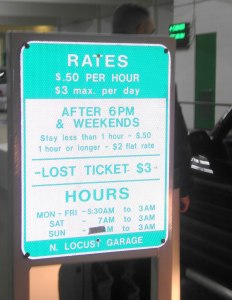 RATES
$.50 PER HOUR
$3 max. per day
AFTER 6PM
& WEEKENDS
Stay less than 1 hour - $.50
1 hour or longer - $2 flat rate
-LOST TICKET $3-
HOURS
MON - FRI - 5:30AM to 3AM
SAT - 7AM to 3AM
SUN - to 3AM
N. LOCUST GARAGE